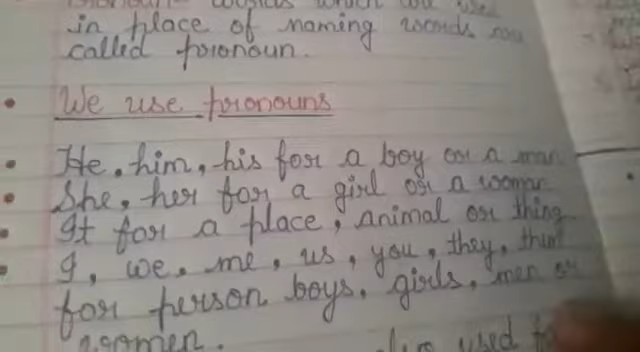 in place of naming words
called pronoun.
We use pronouns
He, him, his for a boy or a man
She, her for a girl or a woman
It for a place, animal or thing
I, we, me, us, you, they,
for person boys, girls, men or
women.
used